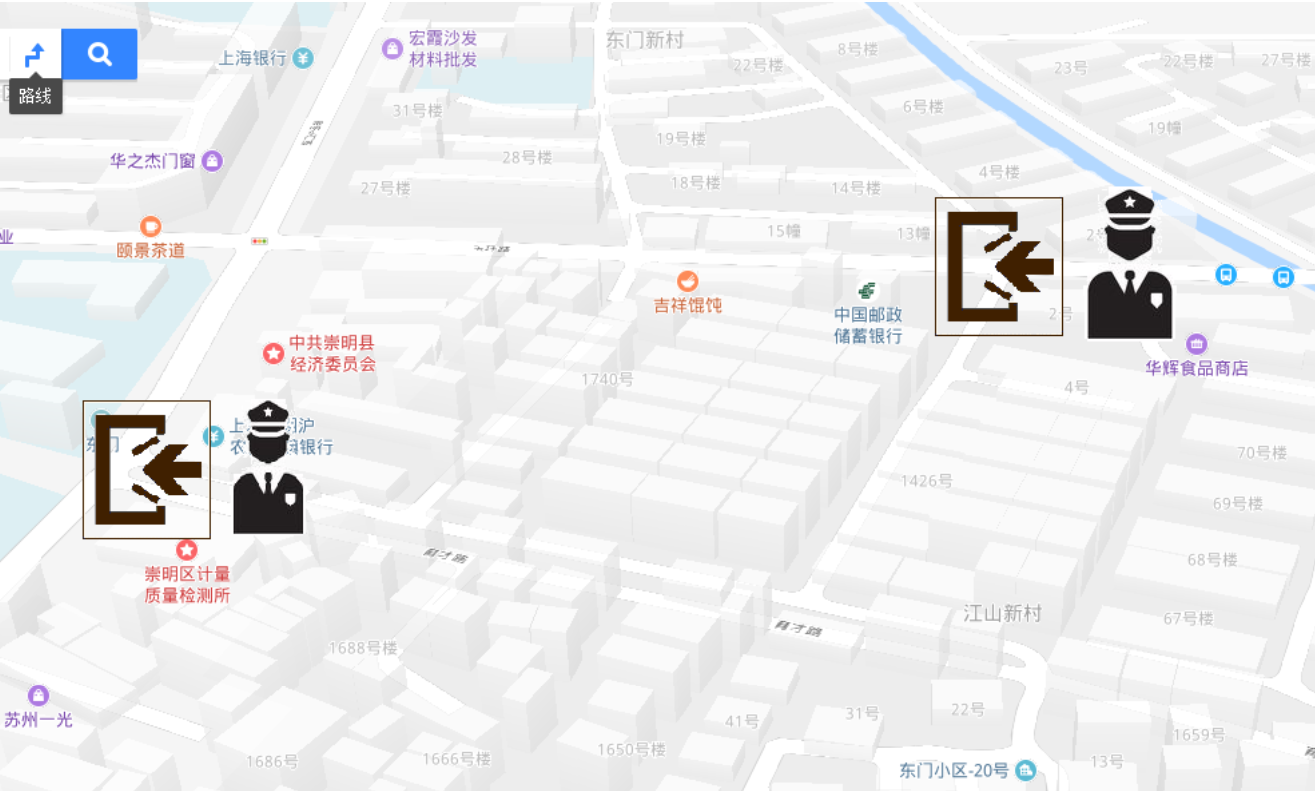 宏霞沙发
材料批发
东门新村
上海银行
8号楼
22号楼
23号
22号楼
27号楼
路线
31号楼
6号楼
19幢
19号楼
华之杰门窗
28号楼
4号楼
27号楼
18号楼
14号楼
颐景茶道
业
15幢
13幢
吉祥馄饨
中国邮政
储蓄银行
2号
华辉食品商店
中共崇明县
经济委员会
1740号
4号
70号楼
1426号
69号楼
育才路
68号楼
崇明区计量
质量检测所
江山新村
67号楼
育才路
1688号楼
苏州一光
41号
31号
22号
1659号
1686号
1666号楼
1650号楼
东门小区-20号
13号